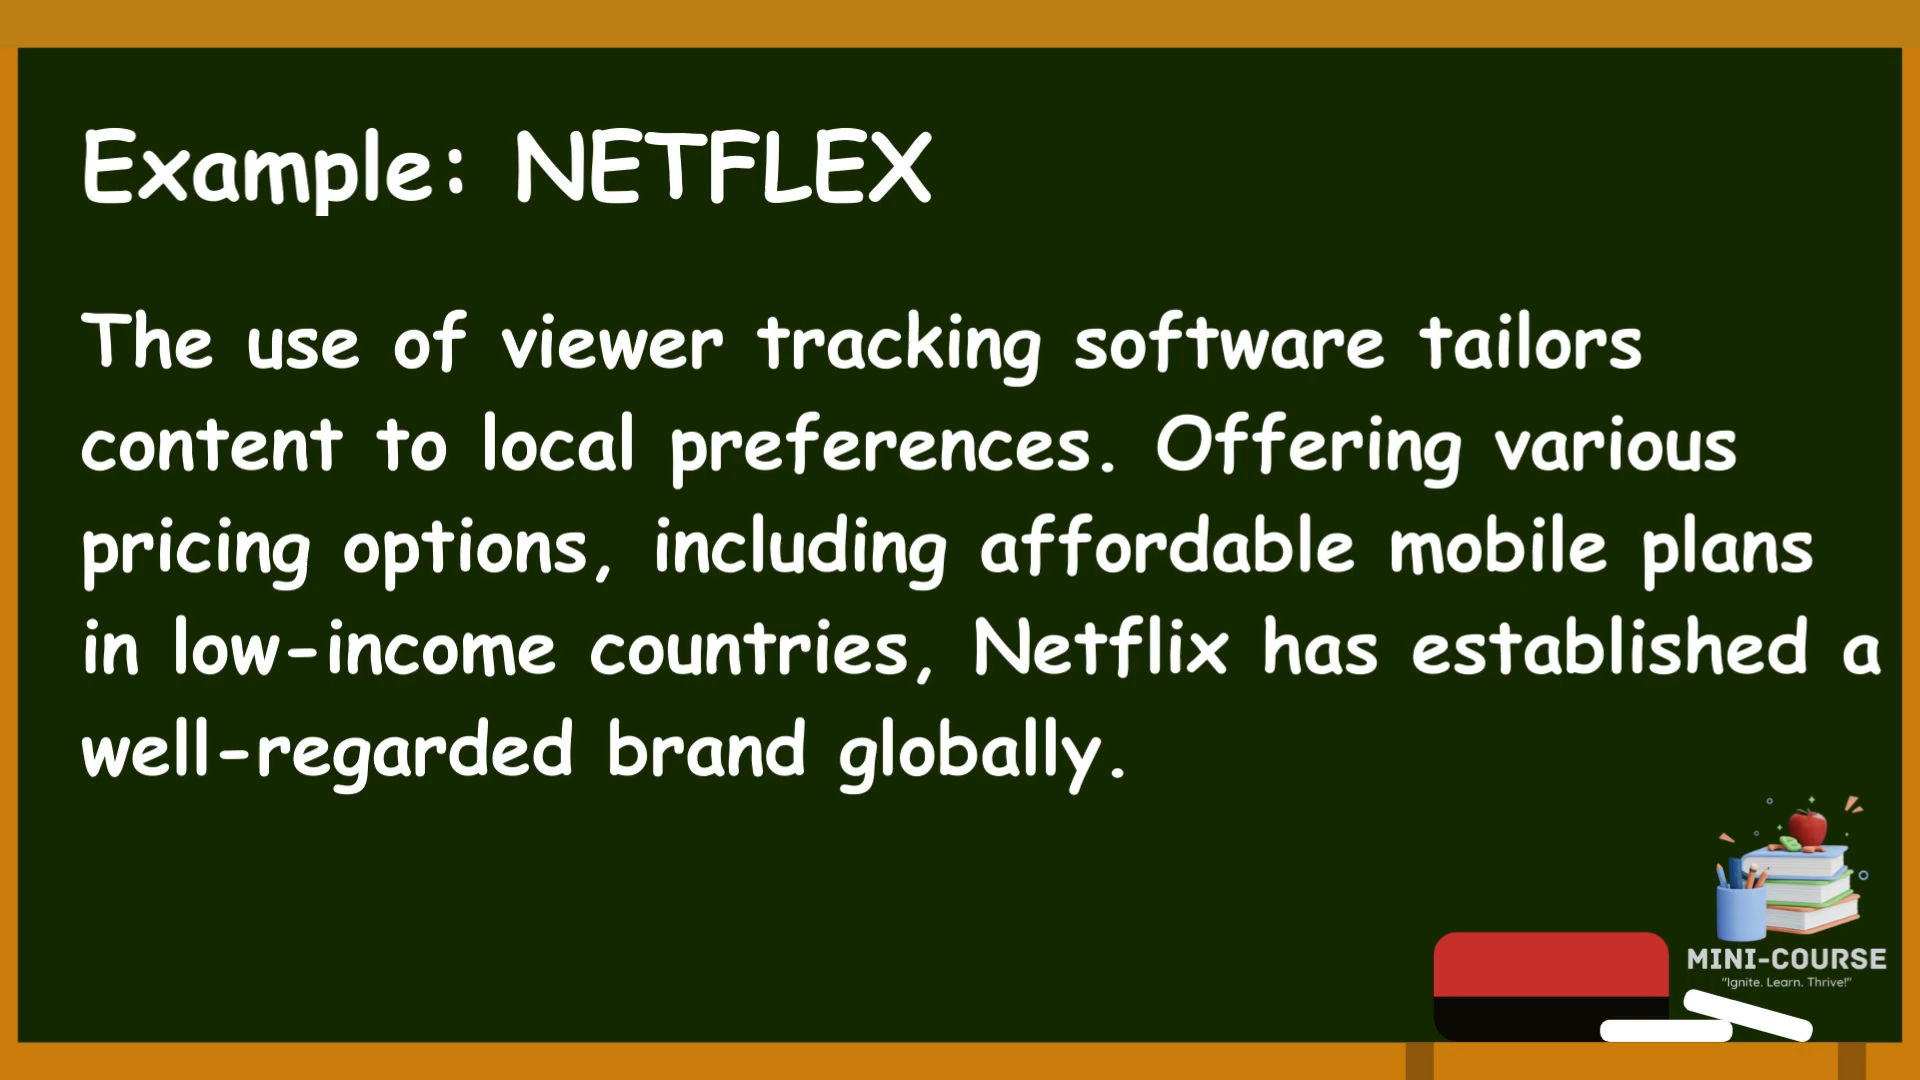 Example: NETFLEX
The use of viewer tracking software tailors
content to local preferences. Offering various
pricing options, including affordable mobile plans
in low-income countries, Netflix has established a
well-regarded brand globally.
MINI-COURSE
"Ignite. Learn. Thrive!"